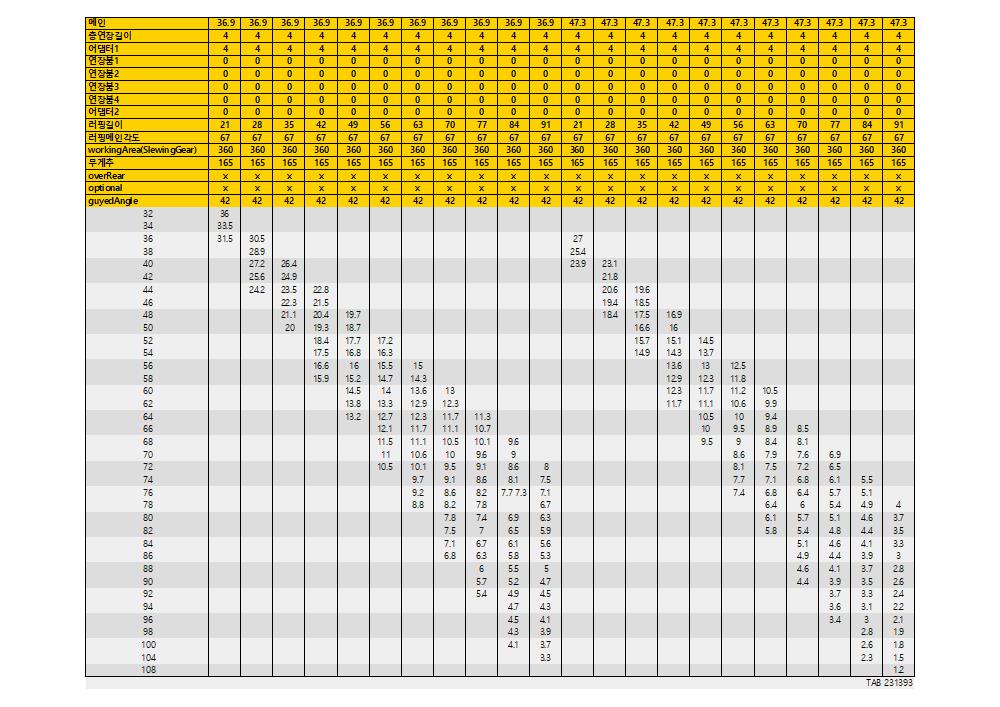 메인 36.9 36.9 36.9 36.9 36.9 36.9 36.9 36.9 36.9 36.9 36.9 47.3 47.3 47.3 47.3 47.3 47.3 47.3 47.3 47.3 47.3 47.3
총연장길이 4 4 4 4 4 4 4 4 4 4 4 4 4 4 4 4 4 4 4 4 4 4
어댑터1 4 4 4 4 4 4 4 4 4 4 4 4 4 4 4 4 4 4 4 4 4 4
연장붐1 0 0 0 0 0 0 0 0 0 0 0 0 0 0 0 0 0 0 0 0 0 0
연장붐2 0 0 0 0 0 0 0 0 0 0 0 0 0 0 0 0 0 0 0 0 0 0
연장붐3 0 0 0 0 0 0 0 0 0 0 0 0 0 0 0 0 0 0 0 0 0 0
연장붐4 0 0 0 0 0 0 0 0 0 0 0 0 0 0 0 0 0 0 0 0 0 0
어댑터2 0 0 0 0 0 0 0 0 0 0 0 0 0 0 0 0 0 0 0 0 0 0
러핑길이 21 28 35 42 49 56 63 70 77 84 91 21 28 35 42 49 56 63 70 77 84 91
러핑메인각도 67 67 67 67 67 67 67 67 67 67 67 67 67 67 67 67 67 67 67 67 67 67
workingArea(SlewingGear) 360 360 360 360 360 360 360 360 360 360 360 360 360 360 360 360 360 360 360 360 360 360
무게추 165 165 165 165 165 165 165 165 165 165 165 165 165 165 165 165 165 165 165 165 165 165
overRear x x x x x x x x x x x x x x x x x x x x x x
optional x x x x x x x x x x x x x x x x x x x x x x
guyedAngle 42 42 42 42 42 42 42 42 42 42 42 42 42 42 42 42 42 42 42 42 42 42
32 36
34 33.5
36 31.5 30.5 27
38 28.9 25.4
40 27.2 26.4 23.9 23.1
42 25.6 24.9 21.8
44 24.2 23.5 22.8 20.6 19.6
46 22.3 21.5 19.4 18.5
48 21.1 20.4 19.7 18.4 17.5 16.9
50 20 19.3 18.7 16.6 16
52 18.4 17.7 17.2 15.7 15.1 14.5
54 17.5 16.8 16.3 14.9 14.3 13.7
56 16.6 16 15.5 15 13.6 13 12.5
58 15.9 15.2 14.7 14.3 12.9 12.3 11.8
60 14.5 14 13.6 13 12.3 11.7 11.2 10.5
62 13.8 13.3 12.9 12.3 11.7 11.1 10.6 9.9
64 13.2 12.7 12.3 11.7 11.3 10.5 10 9.4
66 12.1 11.7 11.1 10.7 10 9.5 8.9 8.5
68 11.5 11.1 10.5 10.1 9.6 9.5 9 8.4 8.1
70 11 10.6 10 9.6 9 8.6 7.9 7.6 6.9
72 10.5 10.1 9.5 9.1 8.6 8 8.1 7.5 7.2 6.5
74 9.7 9.1 8.6 8.1 7.5 7.7 7.1 6.8 6.1 5.5
76 9.2 8.6 8.2 7.7 7.3 7.1 7.4 6.8 6.4 5.7 5.1
78 8.8 8.2 7.8 6.7 6.4 6 5.4 4.9 4
80 7.8 7.4 6.9 6.3 6.1 5.7 5.1 4.6 3.7
82 7.5 7 6.5 5.9 5.8 5.4 4.8 4.4 3.5
84 7.1 6.7 6.1 5.6 5.1 4.6 4.1 3.3
86 6.8 6.3 5.8 5.3 4.9 4.4 3.9 3
88 6 5.5 5 4.6 4.1 3.7 2.8
90 5.7 5.2 4.7 4.4 3.9 3.5 2.6
92 5.4 4.9 4.5 3.7 3.3 2.4
94 4.7 4.3 3.6 3.1 2.2
96 4.5 4.1 3.4 3 2.1
98 4.3 3.9 2.8 1.9
100 4.1 3.7 2.6 1.8
104 3.3 2.3 1.5
108 1.2
TAB 231393